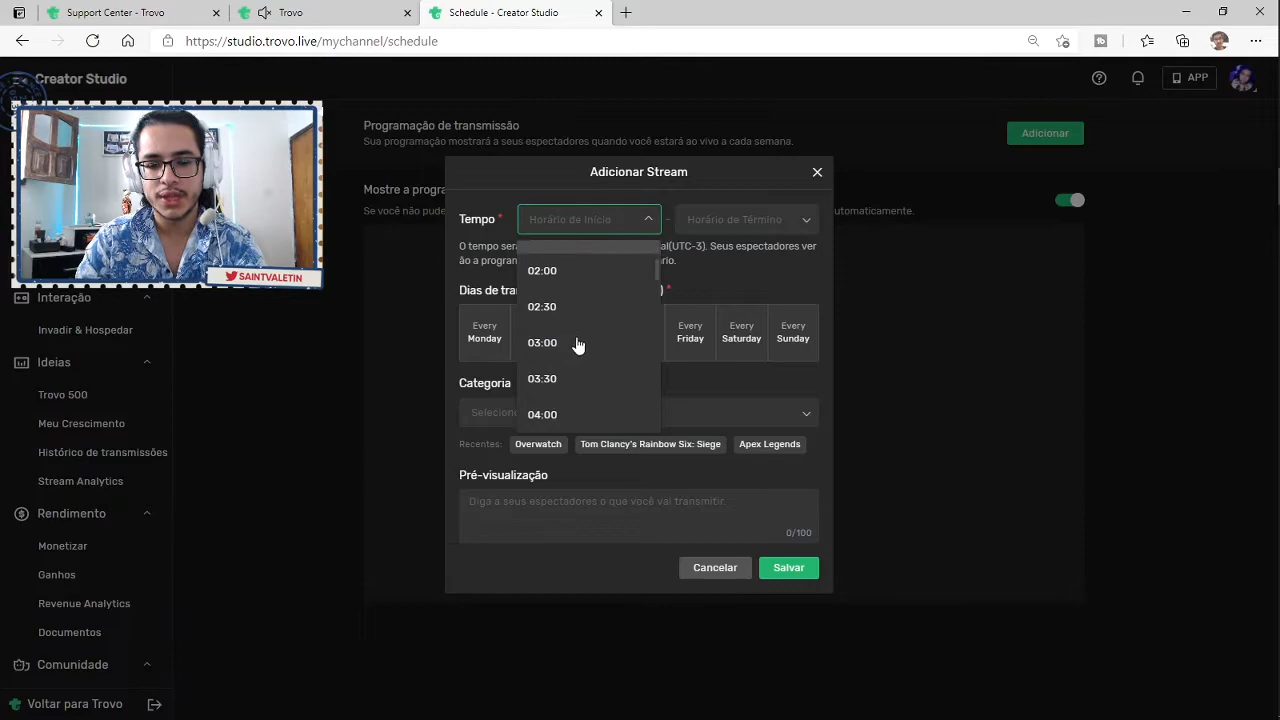 Support Center - Trovo
Trovo
Schedule - Creator Studio
https://studio.trovo.live/mychannel/schedule
Creator Studio
APP
SAINTVALETIN
Interação
Invadir & Hospedar
Ideias
Trovo 500
Meu Crescimento
Histórico de transmissões
Stream Analytics
Rendimento
Monetizar
Ganhos
Revenue Analytics
Documentos
Comunidade
Voltar para Trovo
Programação de transmissão
Sua programação mostrará a seus espectadores quando você estará ao vivo a cada semana.
Adicionar
Mostre a progra
Se você não pude
automaticamente.
Adicionar Stream
Tempo *
Horário de Início
-
Horário de Término
O tempo ser
al(UTC-3). Seus espectadores ver
ão a program
ário.
02:00
02:30
03:00
03:30
04:00
Dias de tra
) *
Every
Monday
Every
Friday
Every
Saturday
Every
Sunday
Categoria
Selecion
Recentes:
Overwatch
Tom Clancy's Rainbow Six: Siege
Apex Legends
Pré-visualização
Diga a seus espectadores o que você vai transmitir.
0/100
Cancelar
Salvar